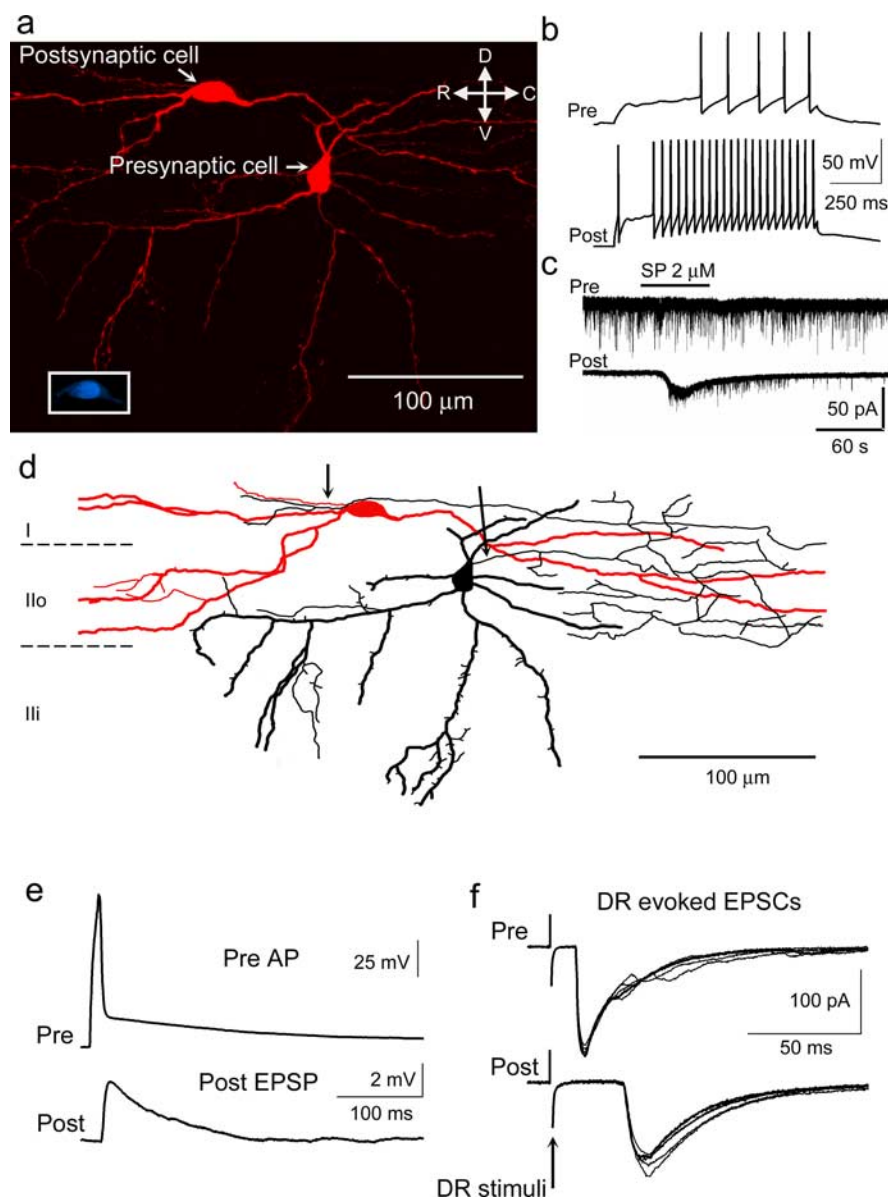 a
Postsynaptic cell
D
R
C
V
Presynaptic cell
100 μm
b
Pre
50 mV
250 ms
Post
c
SP 2 μM
Pre
Post
50 pA
60 s
d
I
IIo
IIi
100 μm
e
Pre AP
25 mV
Pre
Post EPSP
2 mV
100 ms
Post
f
DR evoked EPSCs
Pre
100 pA
50 ms
Post
DR stimuli